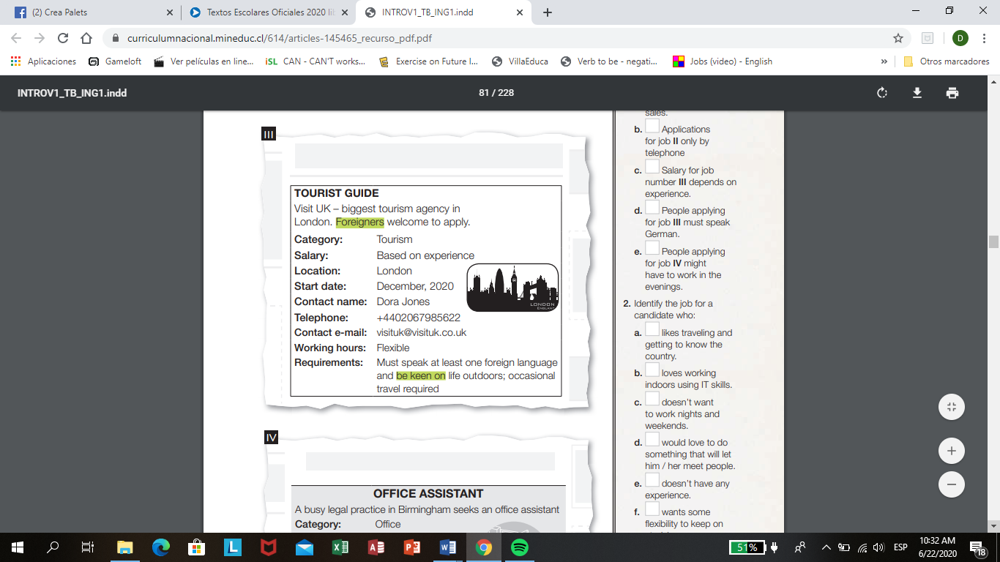 (2) Crea Palets
Textos Escolares Oficiales 2020 lib
INTROV1_TB_ING1.indd
curriculumnacional.mineduc.cl/614/articles-145465_recurso_pdf.pdf
D
Aplicaciones
Gameloft
Ver películas en line...
iSL CAN - CAN'T works...
Exercise on Future I...
VillaEduca
Verb to be - negati...
Jobs (video) - English
»
Otros marcadores
INTROV1_TB_ING1.indd
81 / 228
III
TOURIST GUIDE
Visit UK – biggest tourism agency in
London. Foreigners welcome to apply.
Category: Tourism
Salary: Based on experience
Location: London
Start date: December, 2020
Contact name: Dora Jones
Telephone: +4402067985622
Contact e-mail: visituk@visituk.co.uk
Working hours: Flexible
Requirements: Must speak at least one foreign language
and be keen on life outdoors; occasional
travel required
LONDON
ENGLAND
IV
OFFICE ASSISTANT
A busy legal practice in Birmingham seeks an office assistant
Category: Office
sales.
b. Applications
for job II only by
telephone
c. Salary for job
number III depends on
experience.
d. People applying
for job III must speak
German.
e. People applying
for job IV might
have to work in the
evenings.
2. Identify the job for a
candidate who:
a. likes traveling and
getting to know the
country.
b. loves working
indoors using IT skills.
c. doesn't want
to work nights and
weekends.
d. would love to do
something that will let
him / her meet people.
e. doesn't have any
experience.
f. wants some
flexibility to keep on
51%
ESP
10:32 AM
6/22/2020
18